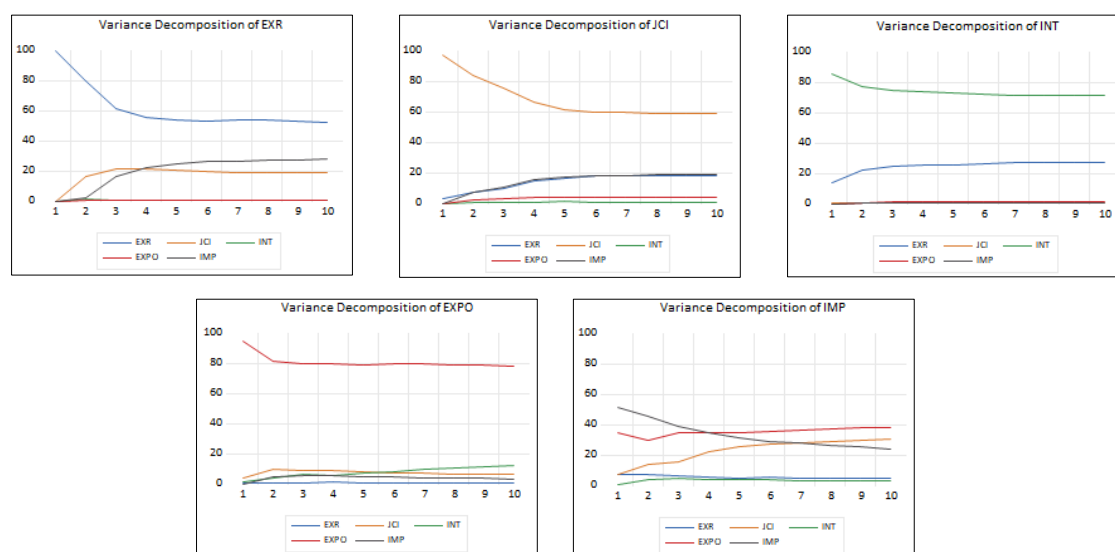 Variance Decomposition of EXR
100
80
60
40
20
0
1 2 3 4 5 6 7 8 9 10
EXR JCI INT
EXPO IMP
Variance Decomposition of JCI
100
80
60
40
20
0
1 2 3 4 5 6 7 8 9 10
EXR JCI INT
EXPO IMP
Variance Decomposition of INT
100
80
60
40
20
0
1 2 3 4 5 6 7 8 9 10
EXR JCI INT
EXPO IMP
Variance Decomposition of EXPO
100
80
60
40
20
0
1 2 3 4 5 6 7 8 9 10
EXR JCI INT
EXPO IMP
Variance Decomposition of IMP
100
80
60
40
20
0
1 2 3 4 5 6 7 8 9 10
EXR JCI INT
EXPO IMP